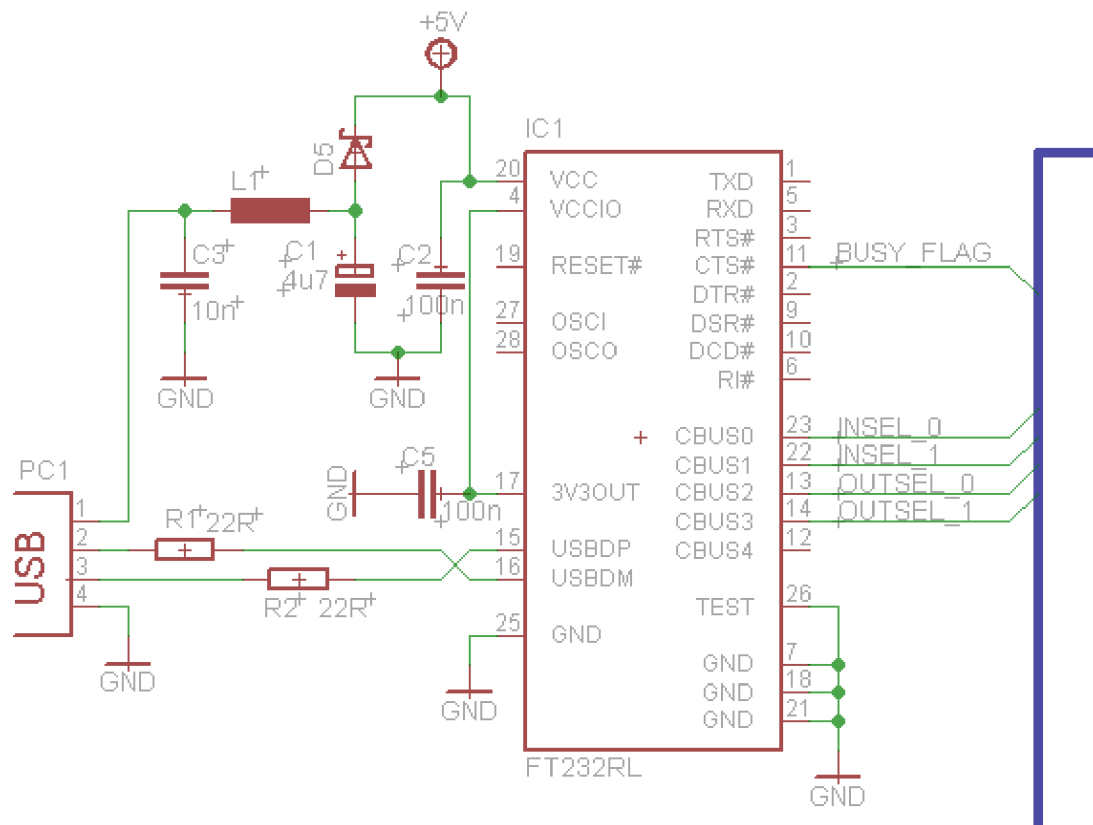 +5V
IC1
D5
20 VCC TXD 1
4 VCCIO RXD 5
RTS# 3
19 RESET# CTS# 11 BUSY_FLAG
DTR# 2
27 OSCI DSR# 9
28 OSCO DCD# 10
RI# 6
L1
C3
10n
C1
4u7
C2
100n
GND
GND
CBUS0 23 INSEL_0
CBUS1 22 INSEL_1
17 3V3OUT CBUS2 13 OUTSEL_0
CBUS3 14 OUTSEL_1
15 USBDP CBUS4 12
16 USBDM
TEST 26
25 GND
GND 7
GND 18
GND 21
GND
C5
100n
PC1
USB
1
2
3
4
R1 22R
R2 22R
GND
GND
FT232RL
GND